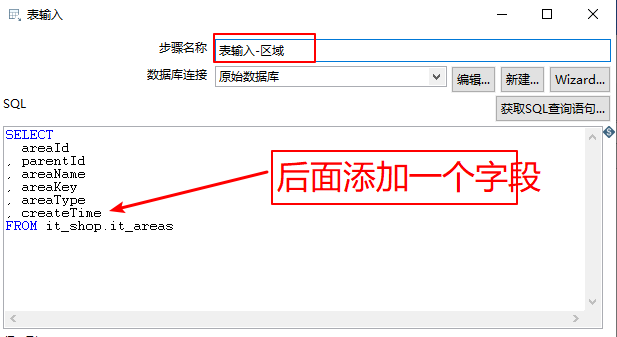 表输入
步骤名称 表输入-区域
数据库连接 原始数据库 编辑... 新建... Wizard...
SQL 获取SQL查询语句...
SELECT
areaId
, parentId
, areaName
, areaKey
, areaType
, createTime
FROM it_shop.it_areas
后面添加一个字段